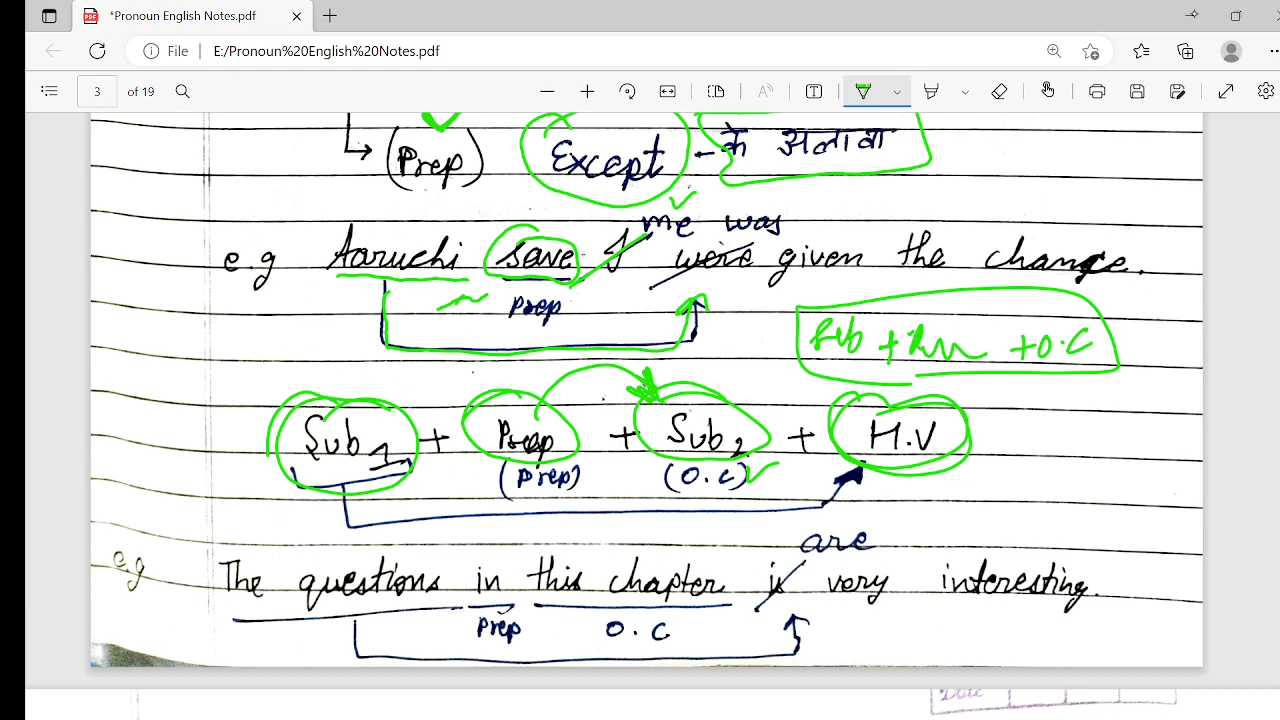 *Pronoun English Notes.pdf
File | E:/Pronoun%20English%20Notes.pdf
3 of 19
(Prep) Except - के अलावा
me was
e.g Aaruchi save I were given the chance.
Prep
Sub + + O.C
Sub1 + Prep + Sub2 + H.V
(Prep) (O.C)
are
e.g The questions in this chapter is very interesting.
Prep O.C
Date